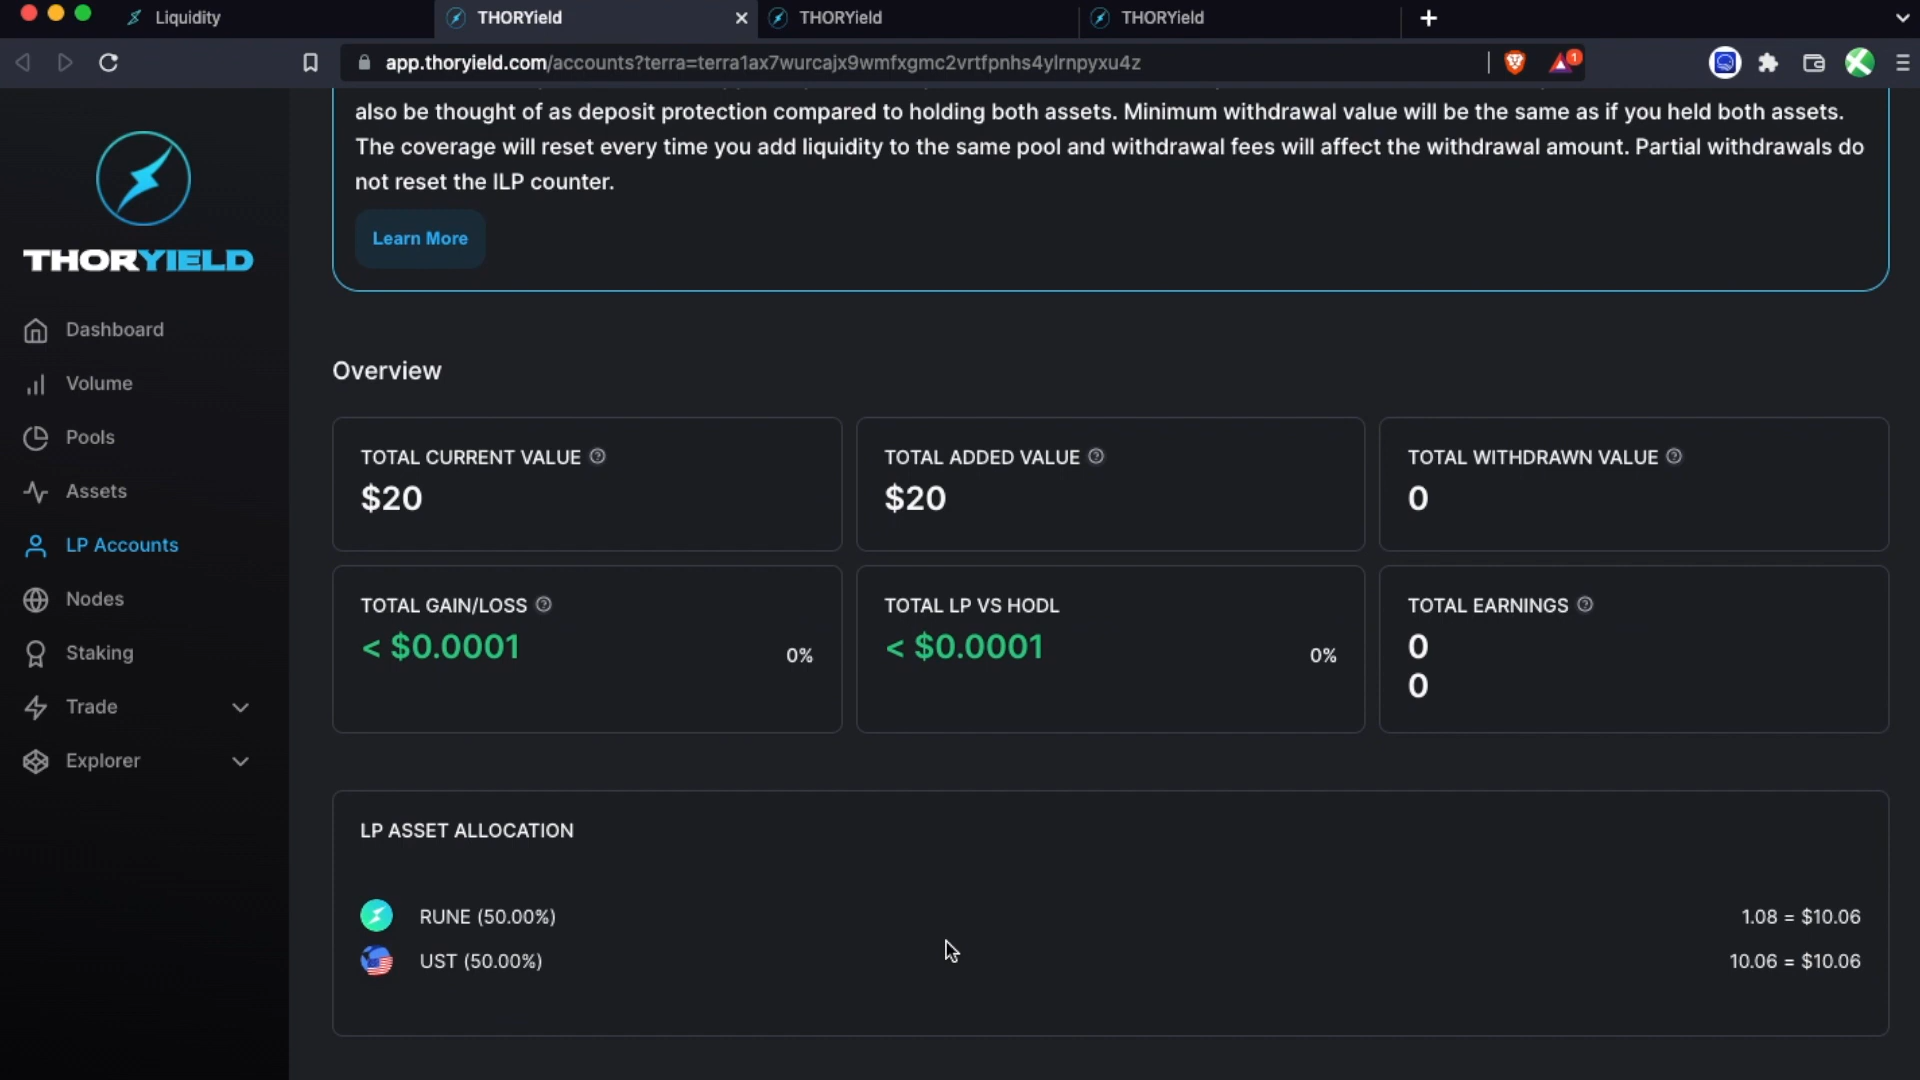 Liquidity
THORYield
THORYield
THORYield
app.thoryield.com/accounts?terra=terra1ax7wurcajx9wmfxgmc2vrtfpnhs4ylrnpyxu4z
1
also be thought of as deposit protection compared to holding both assets. Minimum withdrawal value will be the same as if you held both assets.
The coverage will reset every time you add liquidity to the same pool and withdrawal fees will affect the withdrawal amount. Partial withdrawals do
not reset the ILP counter.
Learn More
THORYIELD
Dashboard
Volume
Pools
Assets
LP Accounts
Nodes
Staking
Trade
Explorer
Overview
TOTAL CURRENT VALUE
$20
TOTAL ADDED VALUE
$20
TOTAL WITHDRAWN VALUE
0
TOTAL GAIN/LOSS
< $0.0001
0%
TOTAL LP VS HODL
< $0.0001
0%
TOTAL EARNINGS
0
0
LP ASSET ALLOCATION
RUNE (50.00%)
1.08 = $10.06
UST (50.00%)
10.06 = $10.06